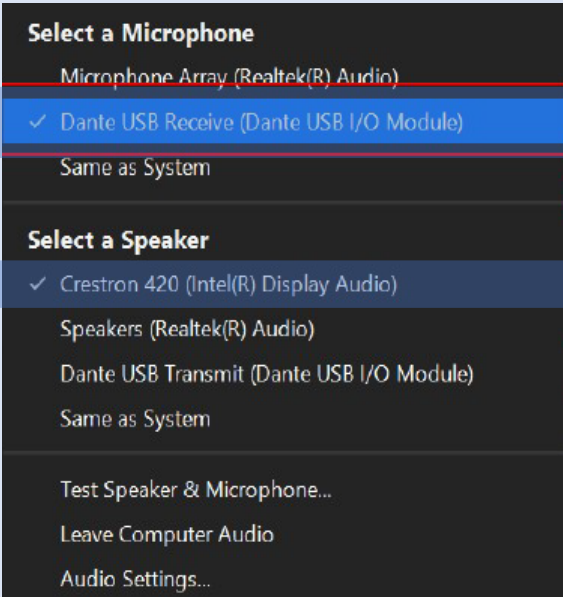 Select a Microphone
Microphone Array (Realtek(R) Audio)
✓ Dante USB Receive (Dante USB I/O Module)
Same as System
Select a Speaker
✓ Crestron 420 (Intel(R) Display Audio)
Speakers (Realtek(R) Audio)
Dante USB Transmit (Dante USB I/O Module)
Same as System
Test Speaker & Microphone...
Leave Computer Audio
Audio Settings...